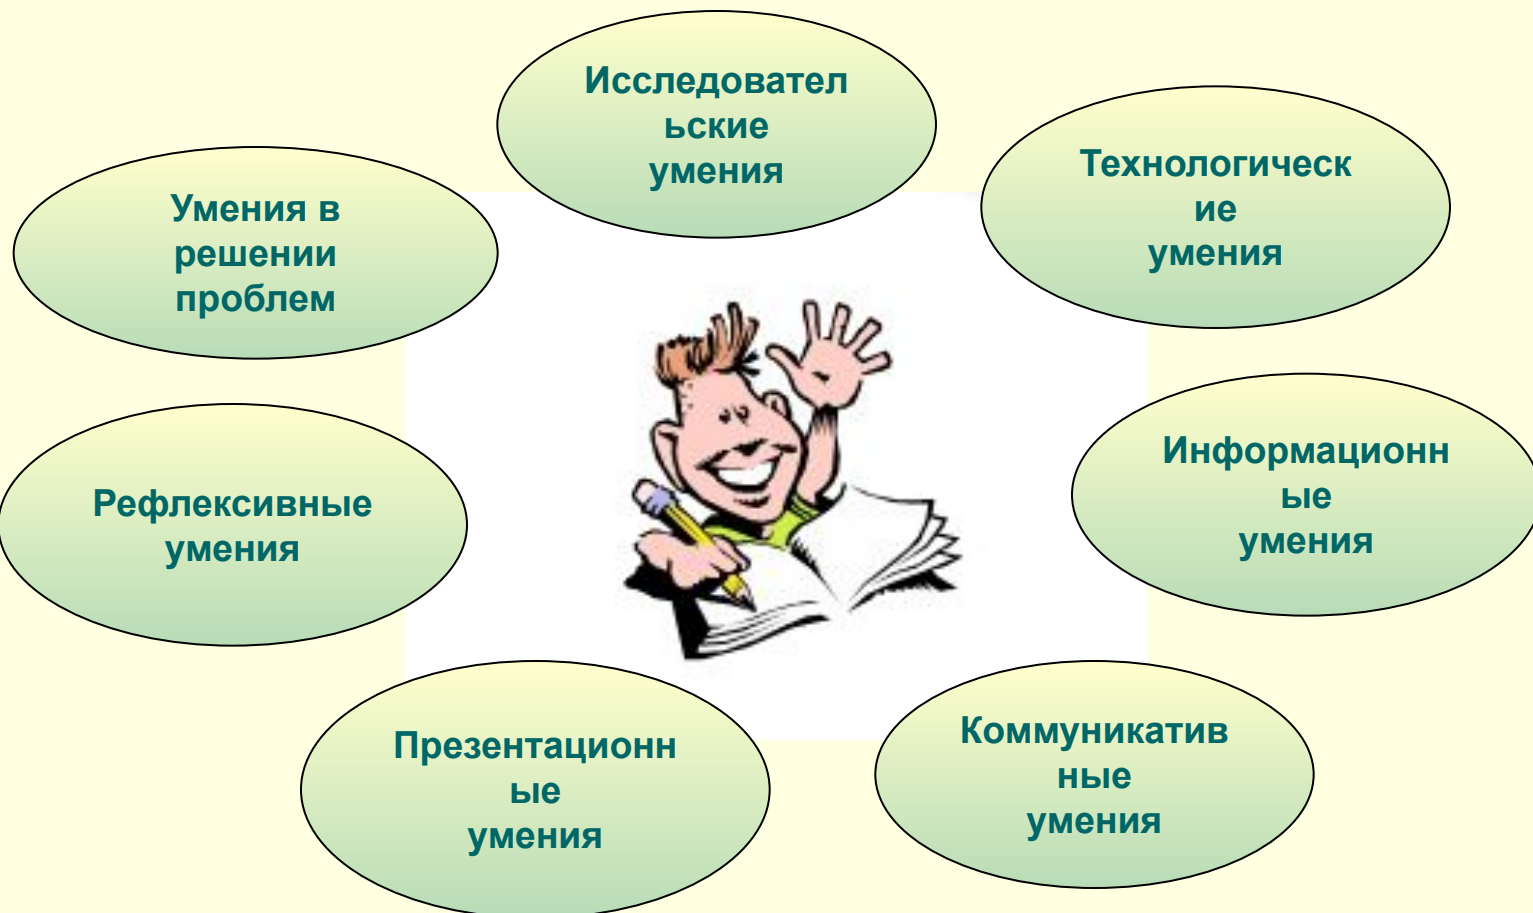 Исследовател
ьские
умения
Технологическ
ие
умения
Умения в
решении
проблем
Информационн
ые
умения
Рефлексивные
умения
Коммуникатив
ные
умения
Презентационн
ые
умения